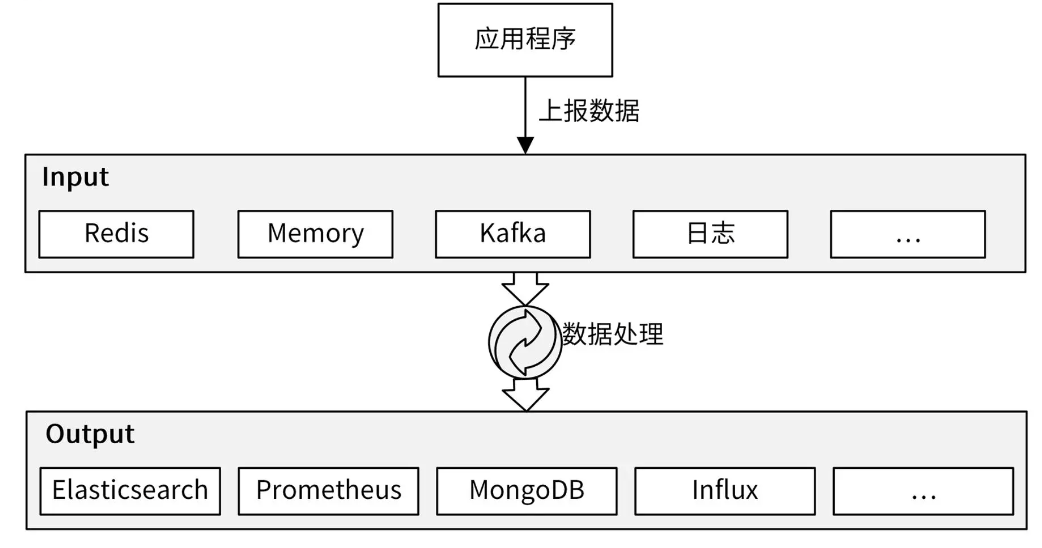 应用程序
上报数据
Input
Redis Memory Kafka 日志 …
数据处理
Output
Elasticsearch Prometheus MongoDB Influx …